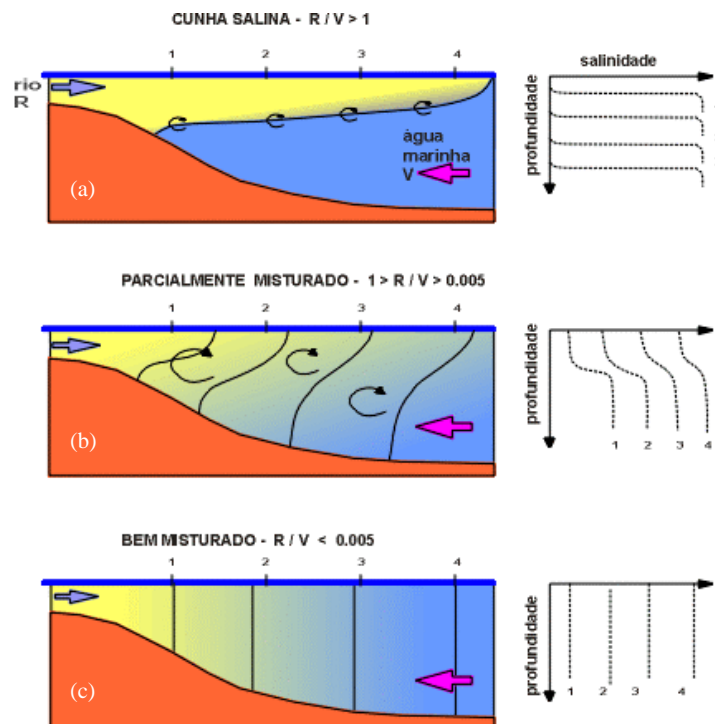 CUNHA SALINA - R / V > 1
1 2 3 4
rio
R
água
marinha
V
(a)
salinidade
profundidade
PARCIALMENTE MISTURADO - 1 > R / V > 0.005
1 2 3 4
(b)
profundidade
1 2 3 4
BEM MISTURADO - R / V < 0.005
1 2 3 4
(c)
profundidade
1 2 3 4